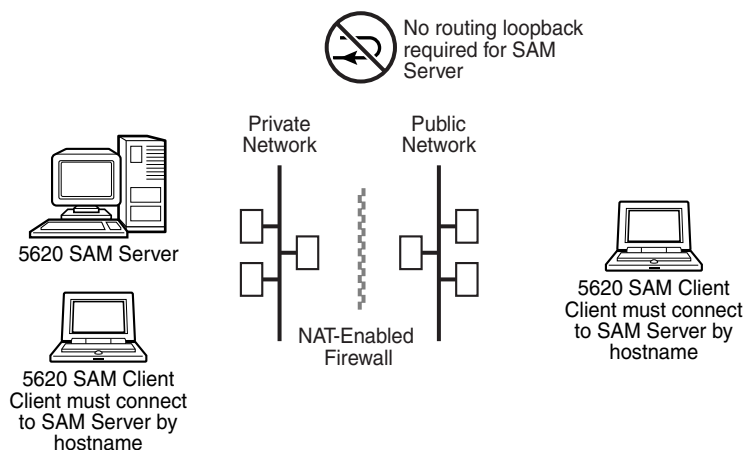 No routing loopback
required for SAM
Server
Private
Network
Public
Network
5620 SAM Server
NAT-Enabled
Firewall
5620 SAM Client
Client must connect
to SAM Server by
hostname
5620 SAM Client
Client must connect
to SAM Server by
hostname